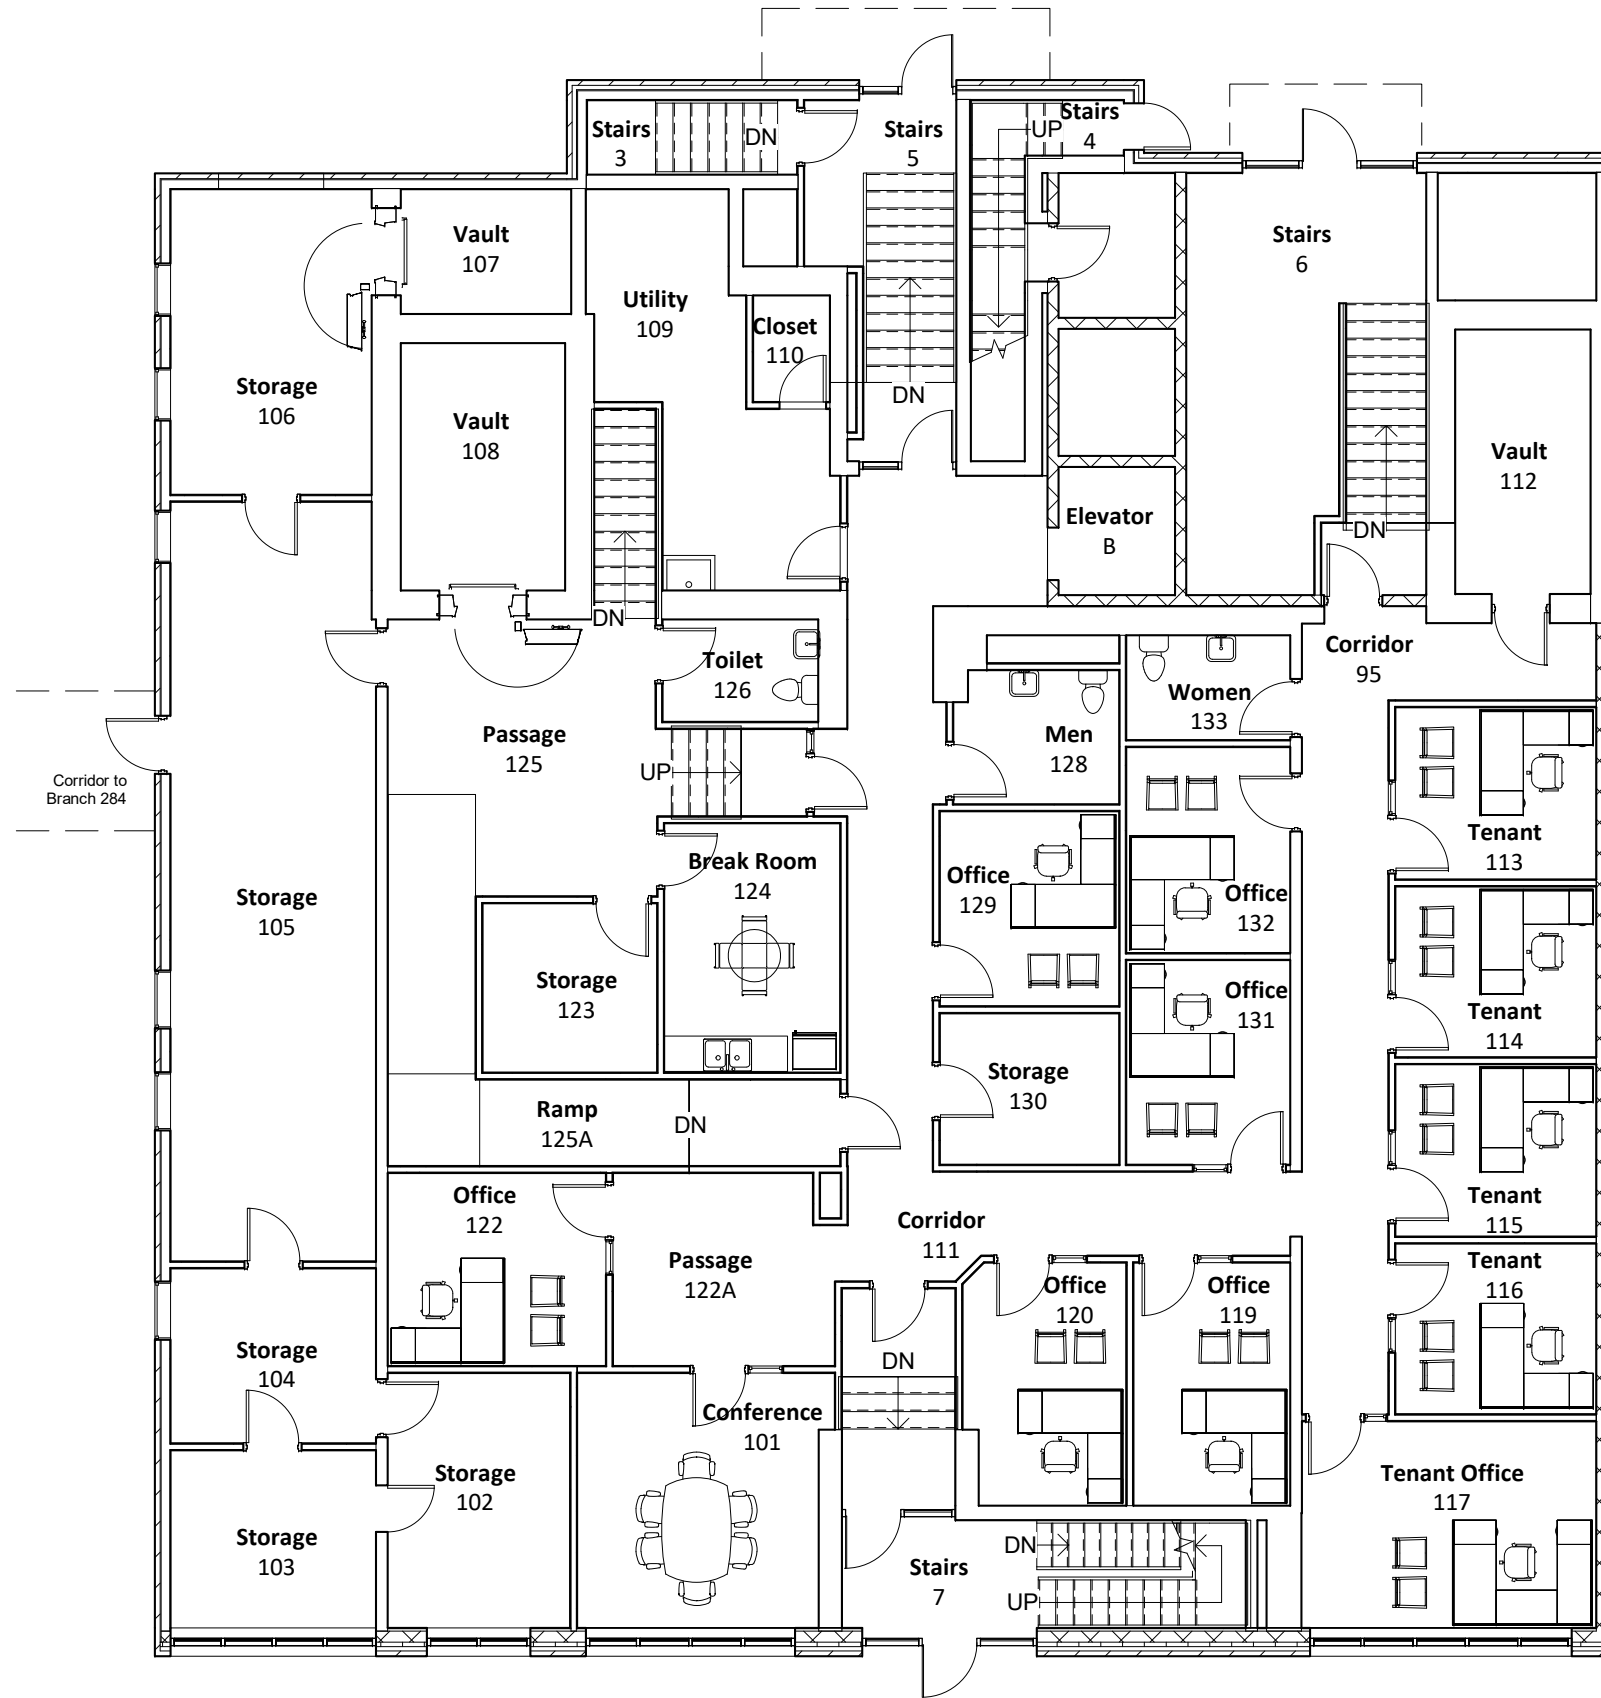 Stairs
3
DN
Stairs
5
UP
Stairs
4
Vault
107
Stairs
6
Utility
109
Closet
110
Storage
106
DN
Vault
108
Vault
112
Elevator
B
DN
DN
Toilet
126
Corridor
95
Women
133
Passage
125
Men
128
UP
Corridor to
Branch 284
Tenant
113
Break Room
124
Office
129
Office
132
Storage
105
Storage
123
Office
131
Tenant
114
Storage
130
Ramp
125A
DN
Office
122
Tenant
115
Corridor
111
Passage
122A
Tenant
116
Office
120
Office
119
Storage
104
DN
Conference
101
Storage
102
Tenant Office
117
Storage
103
DN
Stairs
7
UP